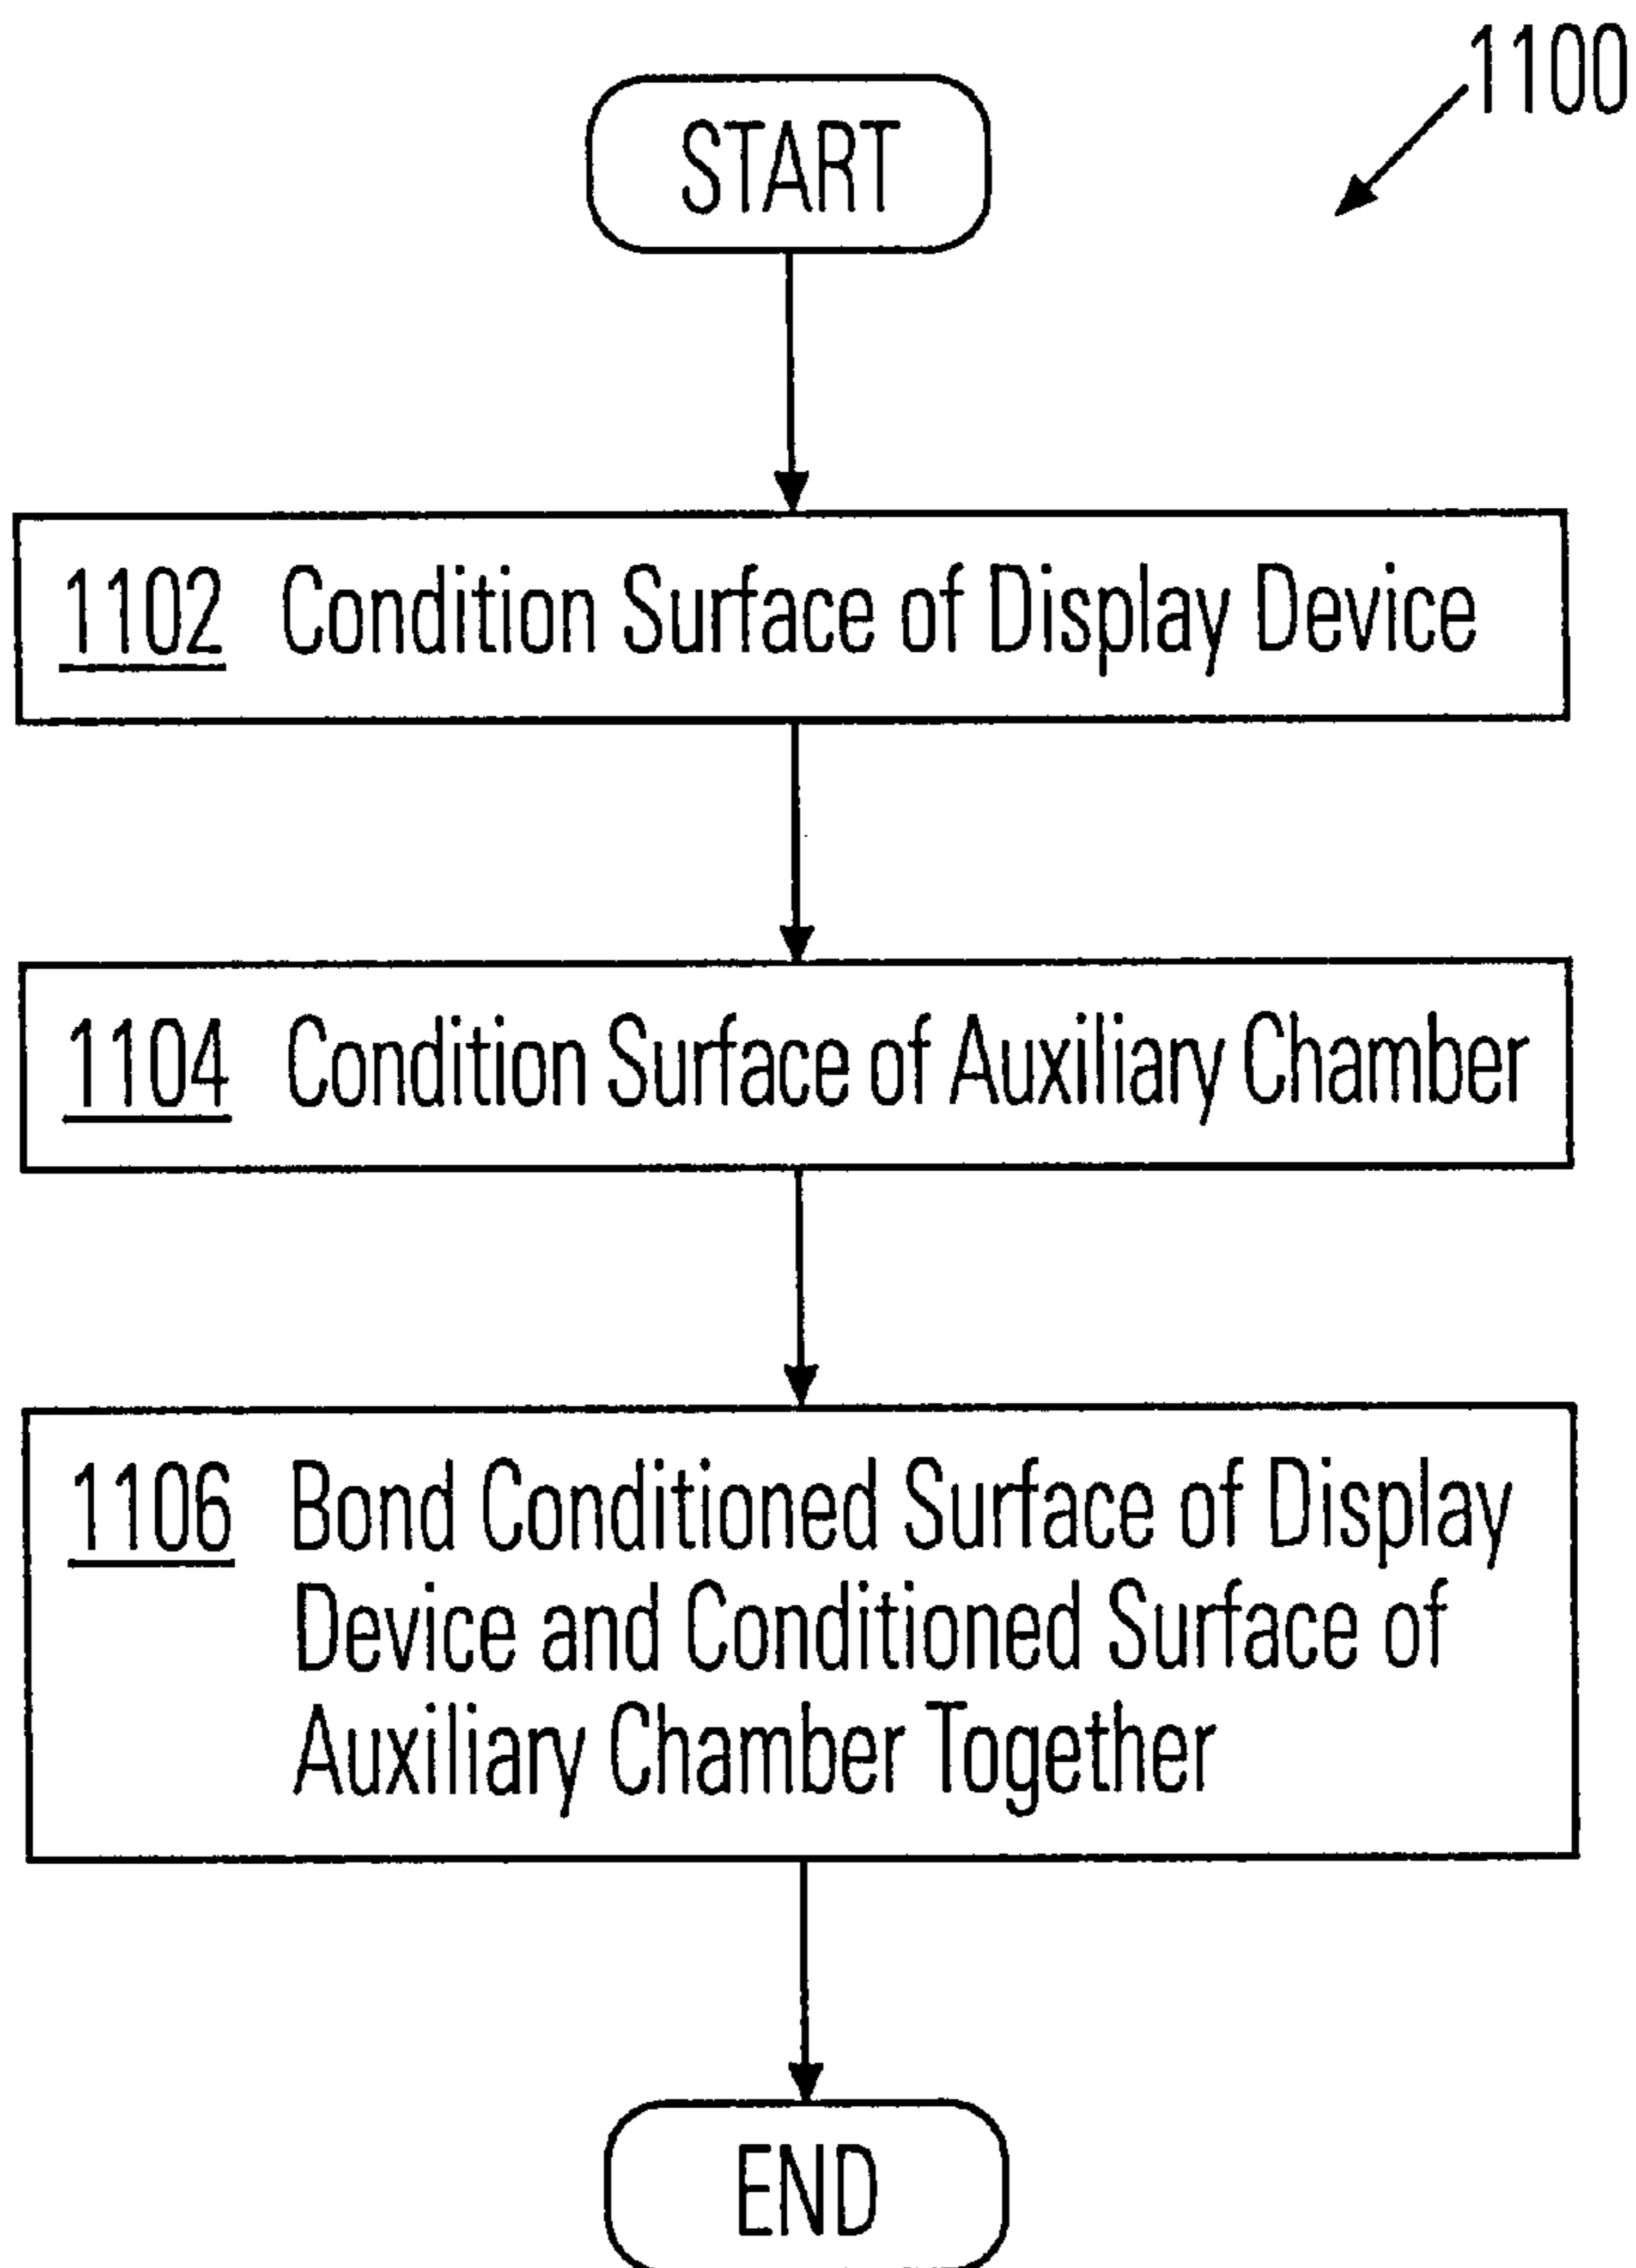 1100
START
1102 Condition Surface of Display Device
1104 Condition Surface of Auxiliary Chamber
1106 Bond Conditioned Surface of Display
Device and Conditioned Surface of
Auxiliary Chamber Together
END